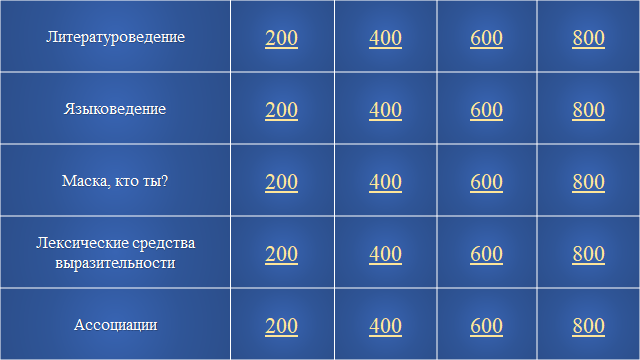 Литературоведение 200 400 600 800
Языковедение 200 400 600 800
Маска, кто ты? 200 400 600 800
Лексические средства
выразительности 200 400 600 800
Ассоциации 200 400 600 800